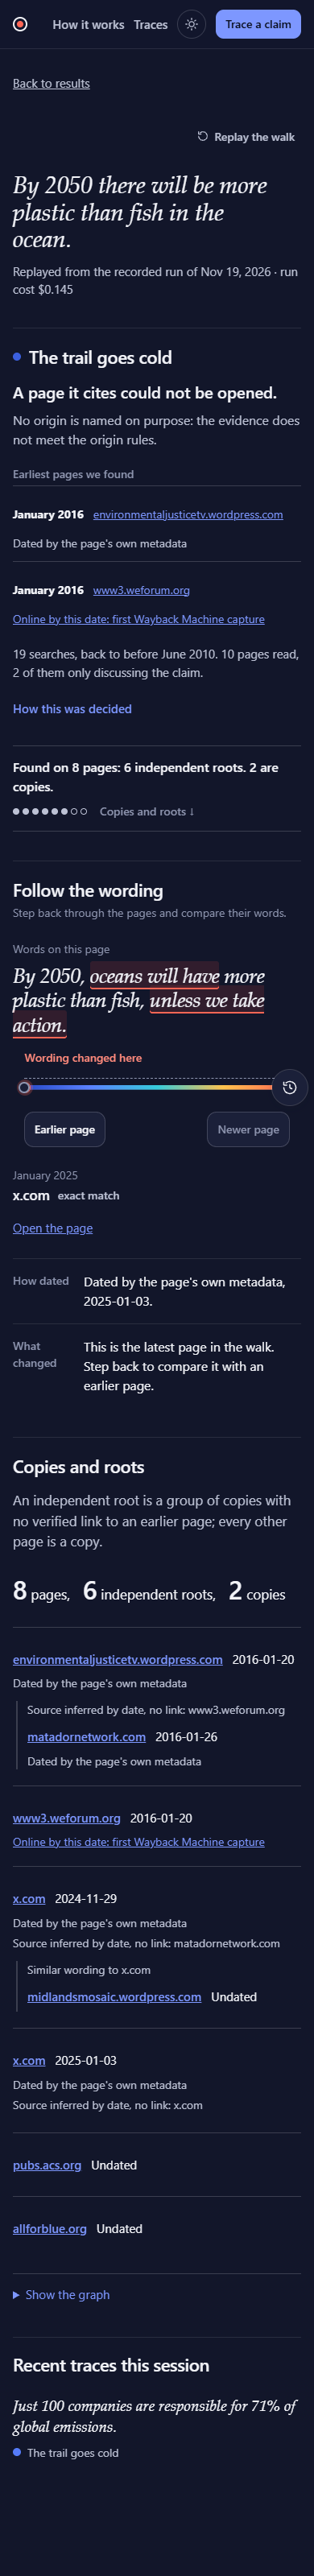 How it works Traces Trace a claim
Back to results
Replay the walk
By 2050 there will be more
plastic than fish in the
ocean.
Replayed from the recorded run of Nov 19, 2026 · run
cost $0.145
The trail goes cold
A page it cites could not be opened.
No origin is named on purpose: the evidence does
not meet the origin rules.
Earliest pages we found
January 2016 environmentaljusticetv.wordpress.com
Dated by the page's own metadata
January 2016 www3.weforum.org
Online by this date: first Wayback Machine capture
19 searches, back to before June 2010. 10 pages read,
2 of them only discussing the claim.
How this was decided
Found on 8 pages: 6 independent roots. 2 are
copies.
Copies and roots ↓
Follow the wording
Step back through the pages and compare their words.
Words on this page
By 2050, oceans will have more
plastic than fish, unless we take
action.
Wording changed here
Earlier page Newer page
January 2025
x.com exact match
Open the page
How dated Dated by the page's own metadata,
2025-01-03.
What changed This is the latest page in the walk.
Step back to compare it with an
earlier page.
Copies and roots
An independent root is a group of copies with
no verified link to an earlier page; every other
page is a copy.
8 pages, 6 independent roots, 2 copies
environmentaljusticetv.wordpress.com 2016-01-20
Dated by the page's own metadata
Source inferred by date, no link: www3.weforum.org
matadornetwork.com 2016-01-26
Dated by the page's own metadata
www3.weforum.org 2016-01-20
Online by this date: first Wayback Machine capture
x.com 2024-11-29
Dated by the page's own metadata
Source inferred by date, no link: matadornetwork.com
Similar wording to x.com
midlandsmosaic.wordpress.com Undated
x.com 2025-01-03
Dated by the page's own metadata
Source inferred by date, no link: x.com
pubs.acs.org Undated
allforblue.org Undated
Show the graph
Recent traces this session
Just 100 companies are responsible for 71% of
global emissions.
The trail goes cold